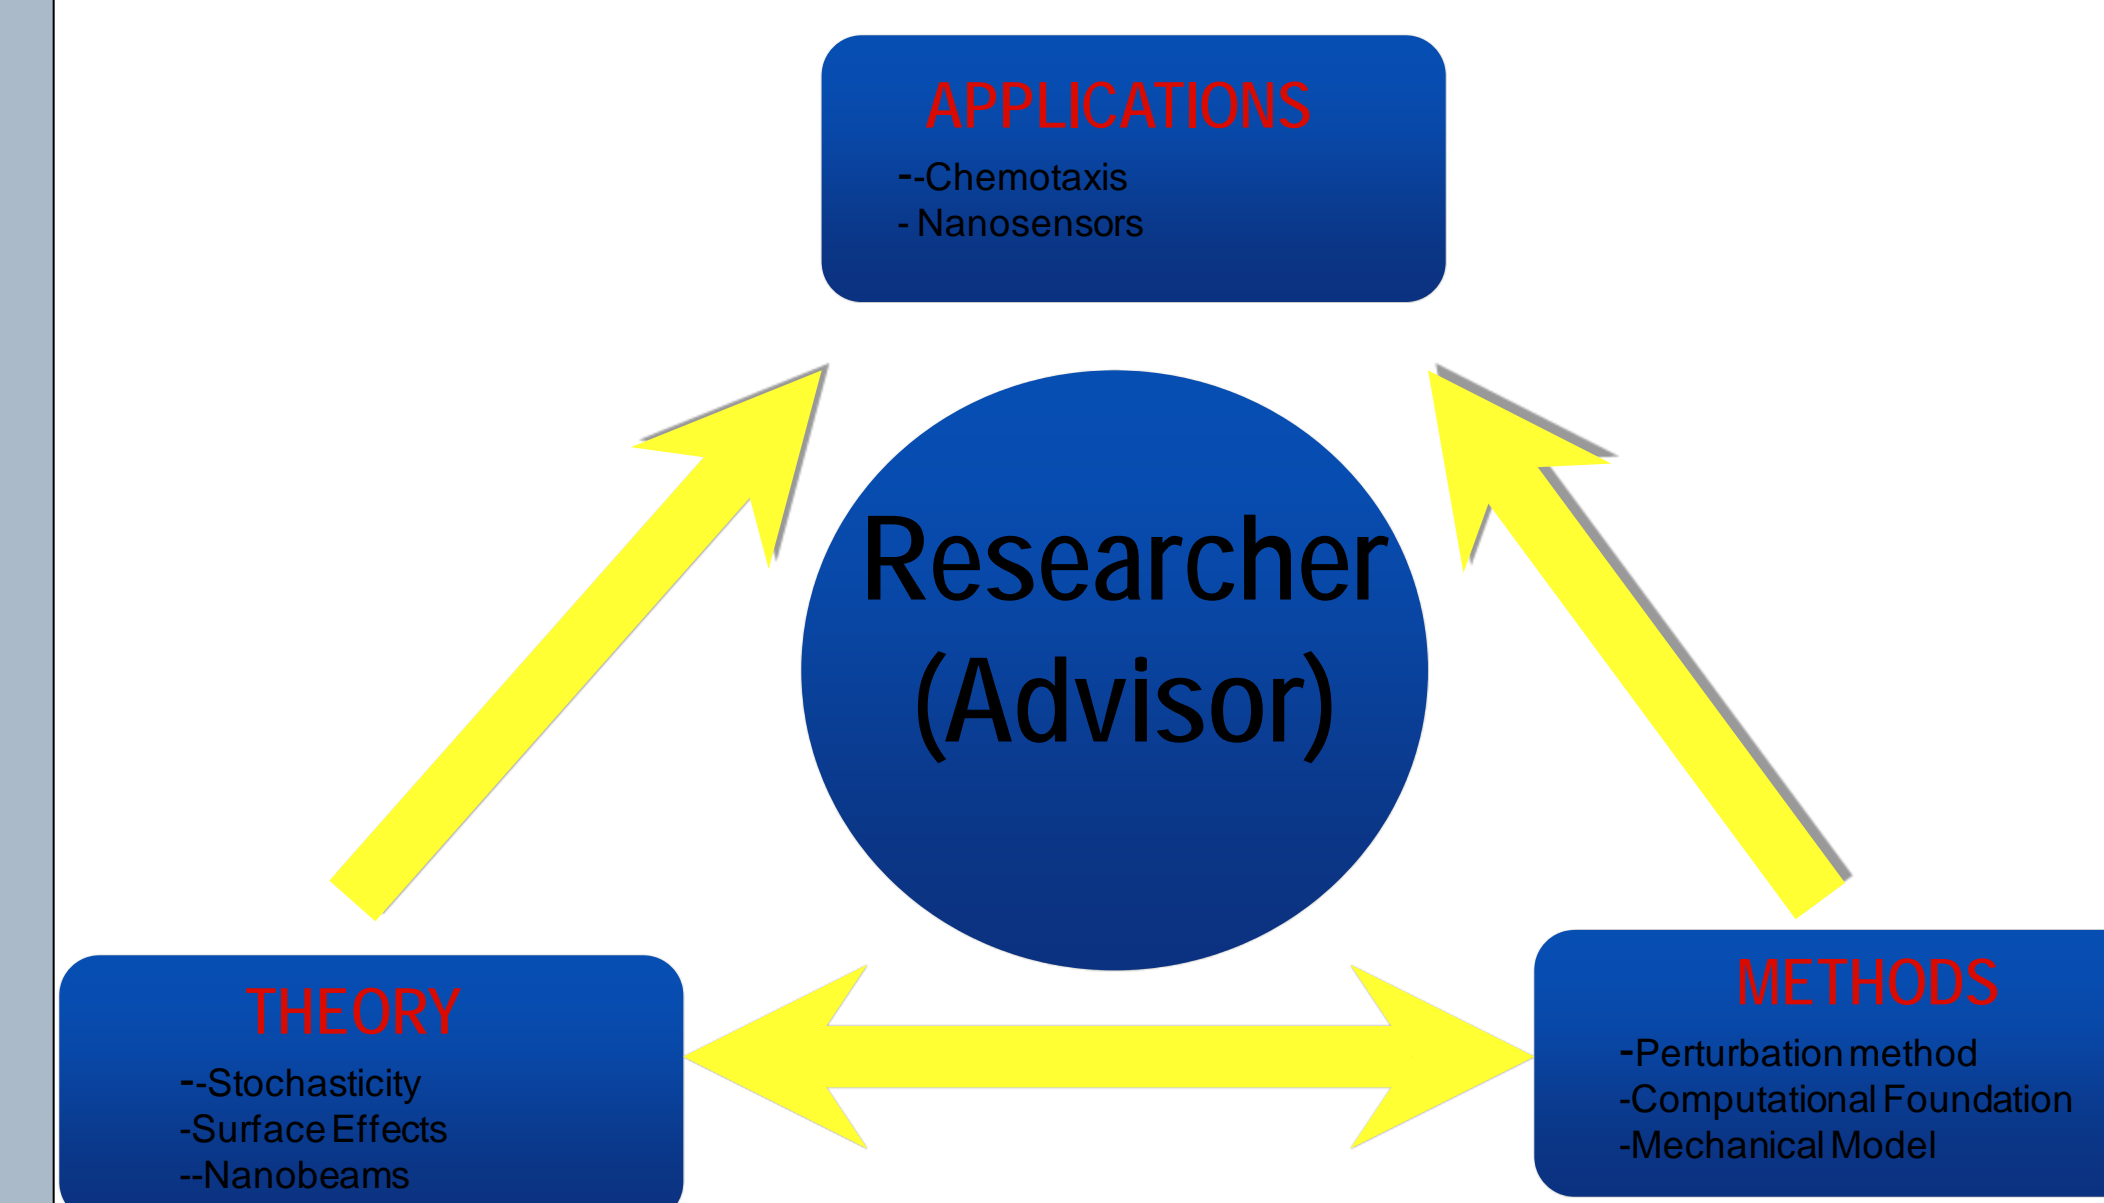 APPLICATIONS
--Chemotaxis
- Nanosensors
Researcher
(Advisor)
THEORY
--Stochasticity
-Surface Effects
--Nanobeams
METHODS
-Perturbation method
-Computational Foundation
-Mechanical Model